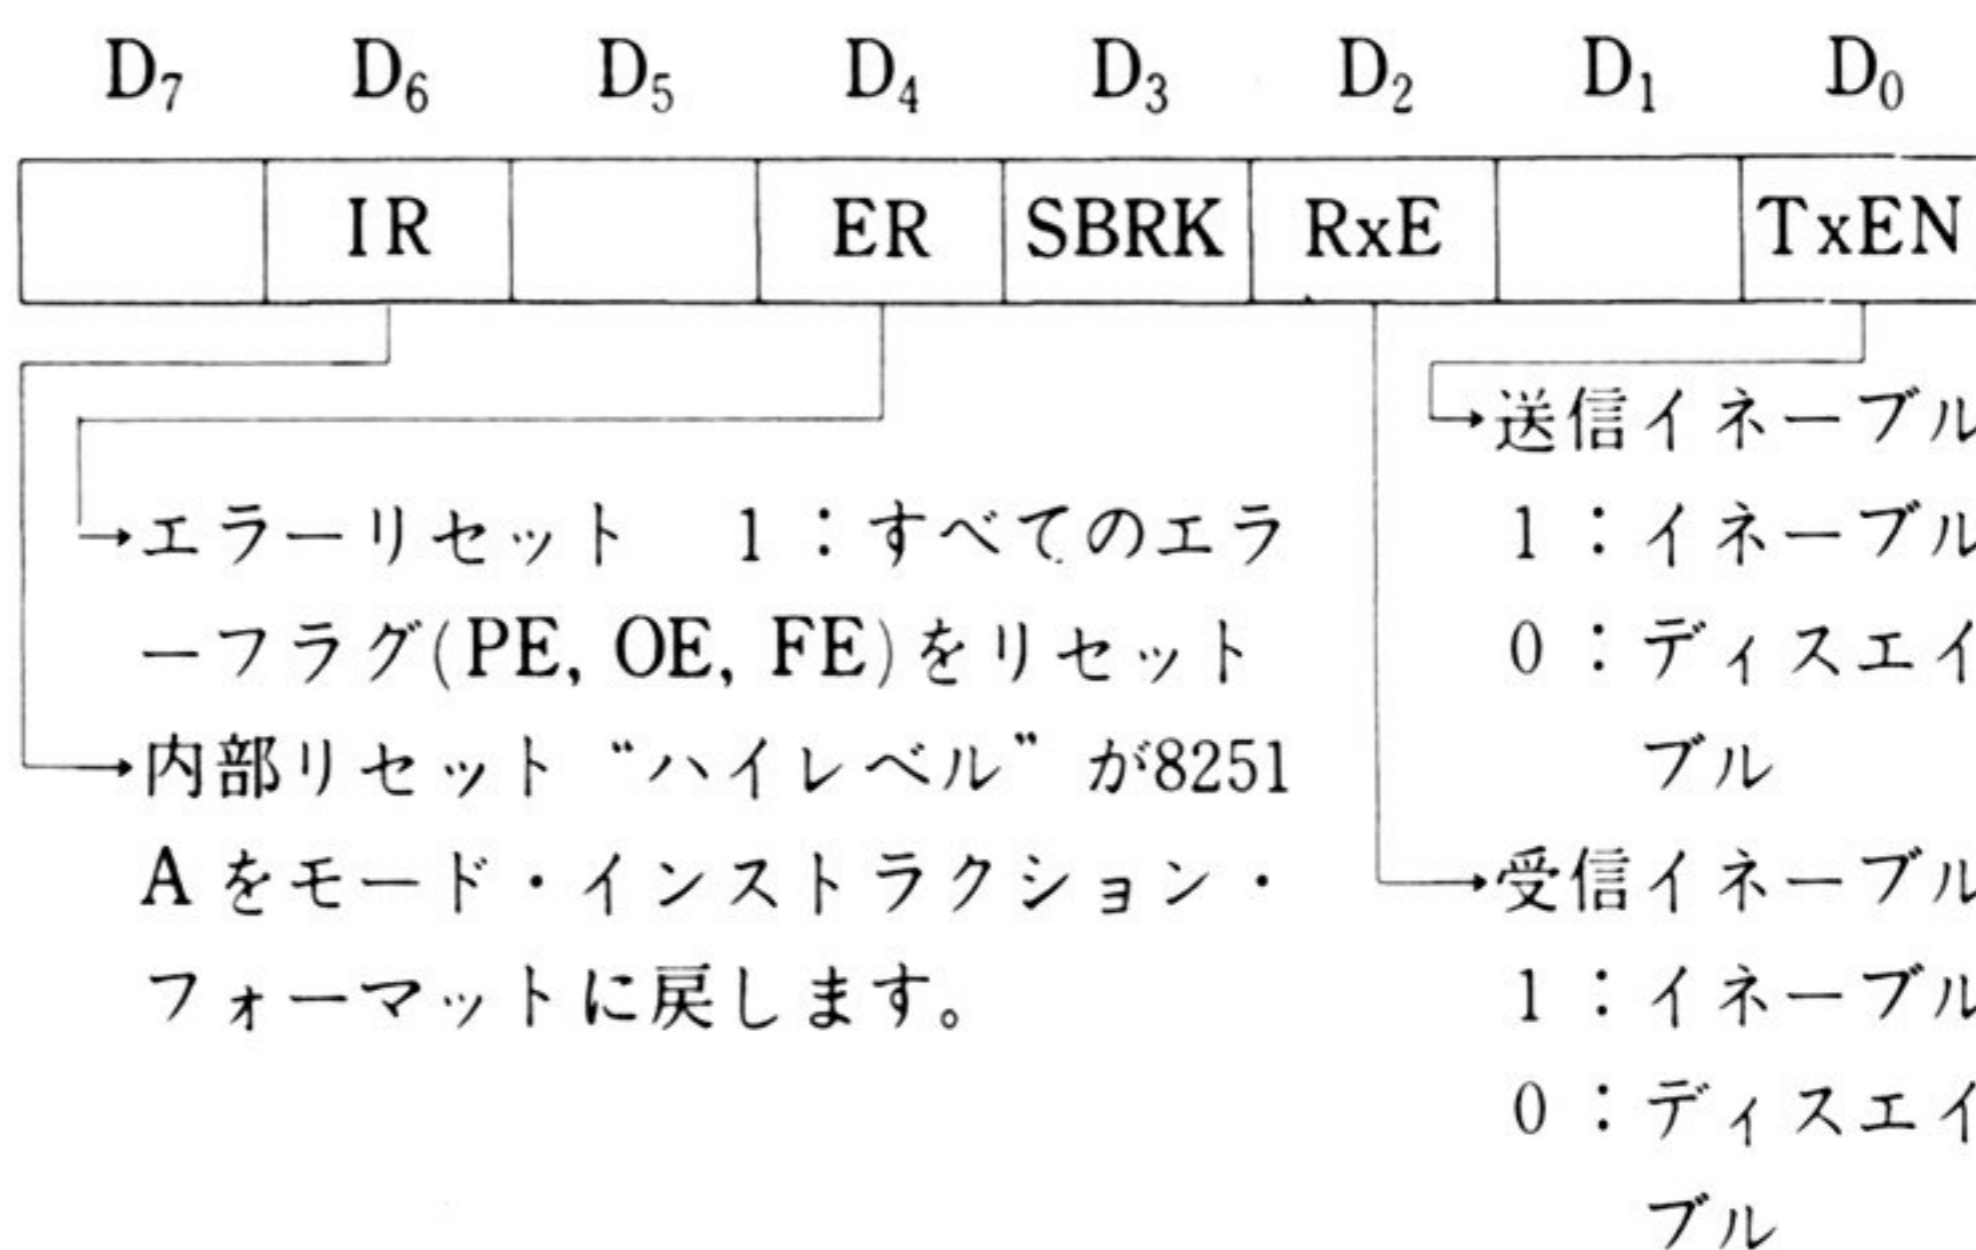 D7 D6 D5 D4 D3 D2 D1 D0
IR ER SBRK RxE TxEN
エラーリセット 1：すべてのエラ
ーフラグ(PE, OE, FE)をリセット
内部リセット “ハイレベル” が8251
A をモード・インストラクション・
フォーマットに戻します。
送信イネーブル
1：イネーブル
0：ディスエイ
ブル
受信イネーブル
1：イネーブル
0：ディスエイ
ブル